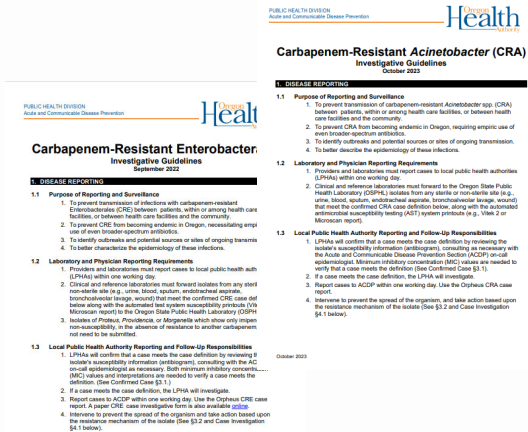 PUBLIC HEALTH DIVISION
Acute and Communicable Disease Prevention
Oregon
Healt
Carbapenem-Resistant Enterobacter
Investigative Guidelines
September 2022
1. DISEASE REPORTING
1.1 Purpose of Reporting and Surveillance
1. To prevent transmission of infections with carbapenem-resistant
Enterobacterales (CRE) between patients, within or among health care
facilities, or between health care facilities and the community.
2. To prevent CRE from becoming endemic in Oregon, necessitating empi
use of even broader-spectrum antibiotics.
3. To identify outbreaks and potential sources or sites of ongoing transmis
4. To better characterize the epidemiology of these infections.
1.2 Laboratory and Physician Reporting Requirements
1. Providers and laboratories must report cases to local public health auth
(LPHAs) within one working day.
2. Clinical and reference laboratories must forward isolates from any steril
non-sterile site (e.g., urine, blood, sputum, endotracheal aspirate,
bronchoalveolar lavage, wound) that meet the confirmed CRE case def
below along with the automated test system susceptibility printouts (Vite
Microscan report) to the Oregon State Public Health Laboratory (OSPH
3. Isolates of Proteus, Providencia, or Morganella which show only imipen
non-susceptibility, in the absence of resistance to another carbapenem
not need to be submitted.
1.3 Local Public Health Authority Reporting and Follow-Up Responsibilities
1. LPHAs will confirm that a case meets the case definition by reviewing th
isolate's susceptibility information (antibiogram), consulting with the AC
on-call epidemiologist as necessary. Both minimum inhibitory concentr
(MIC) values and interpretations are needed to verify a case meets the
definition. (See Confirmed Case §3.1.)
2. If a case meets the case definition, the LPHA will investigate.
3. Report cases to ACDP within one working day. Use the Orpheus CRE case
report. A paper CRE case investigative form is also available online.
4. Intervene to prevent the spread of the organism and take action based upon
the resistance mechanism of the isolate (See §3.2 and Case Investigation
§4.1 below).
PUBLIC HEALTH DIVISION
Acute and Communicable Disease Prevention
Oregon
Health
Authority
Carbapenem-Resistant Acinetobacter (CRA)
Investigative Guidelines
October 2023
1. DISEASE REPORTING
1.1 Purpose of Reporting and Surveillance
1. To prevent transmission of carbapenem-resistant Acinetobacter spp. (CRA)
between patients, within or among health care facilities, or between health
care facilities and the community.
2. To prevent CRA from becoming endemic in Oregon, requiring empiric use of
even broader-spectrum antibiotics.
3. To identify outbreaks and potential sources or sites of ongoing transmission.
4. To better describe the epidemiology of these infections.
1.2 Laboratory and Physician Reporting Requirements
1. Providers and laboratories must report cases to local public health authorities
(LPHAs) within one working day.
2. Clinical and reference laboratories must forward to the Oregon State Public
Health Laboratory (OSPHL) isolates from any sterile or non-sterile site (e.g.,
urine, blood, sputum, endotracheal aspirate, bronchoalveolar lavage, wound)
that meet the confirmed CRA case definition below, along with the automated
antimicrobial susceptibility testing (AST) system printouts (e.g., Vitek 2 or
Microscan report).
1.3 Local Public Health Authority Reporting and Follow-Up Responsibilities
1. LPHAs will confirm that a case meets the case definition by reviewing the
isolate's susceptibility information (antibiogram), consulting as necessary with
the Acute and Communicable Disease Prevention Section (ACDP) on-call
epidemiologist. Minimum inhibitory concentration (MIC) values are needed to
verify that a case meets the definition (See Confirmed Case §3.1).
2. If a case meets the case definition, the LPHA will investigate.
3. Report cases to ACDP within one working day. Use the Orpheus CRA case
report.
4. Intervene to prevent the spread of the organism, and take action based upon
the resistance mechanism of the isolate (See §3.2 and Case Investigation
§4.1 below).
October 2023